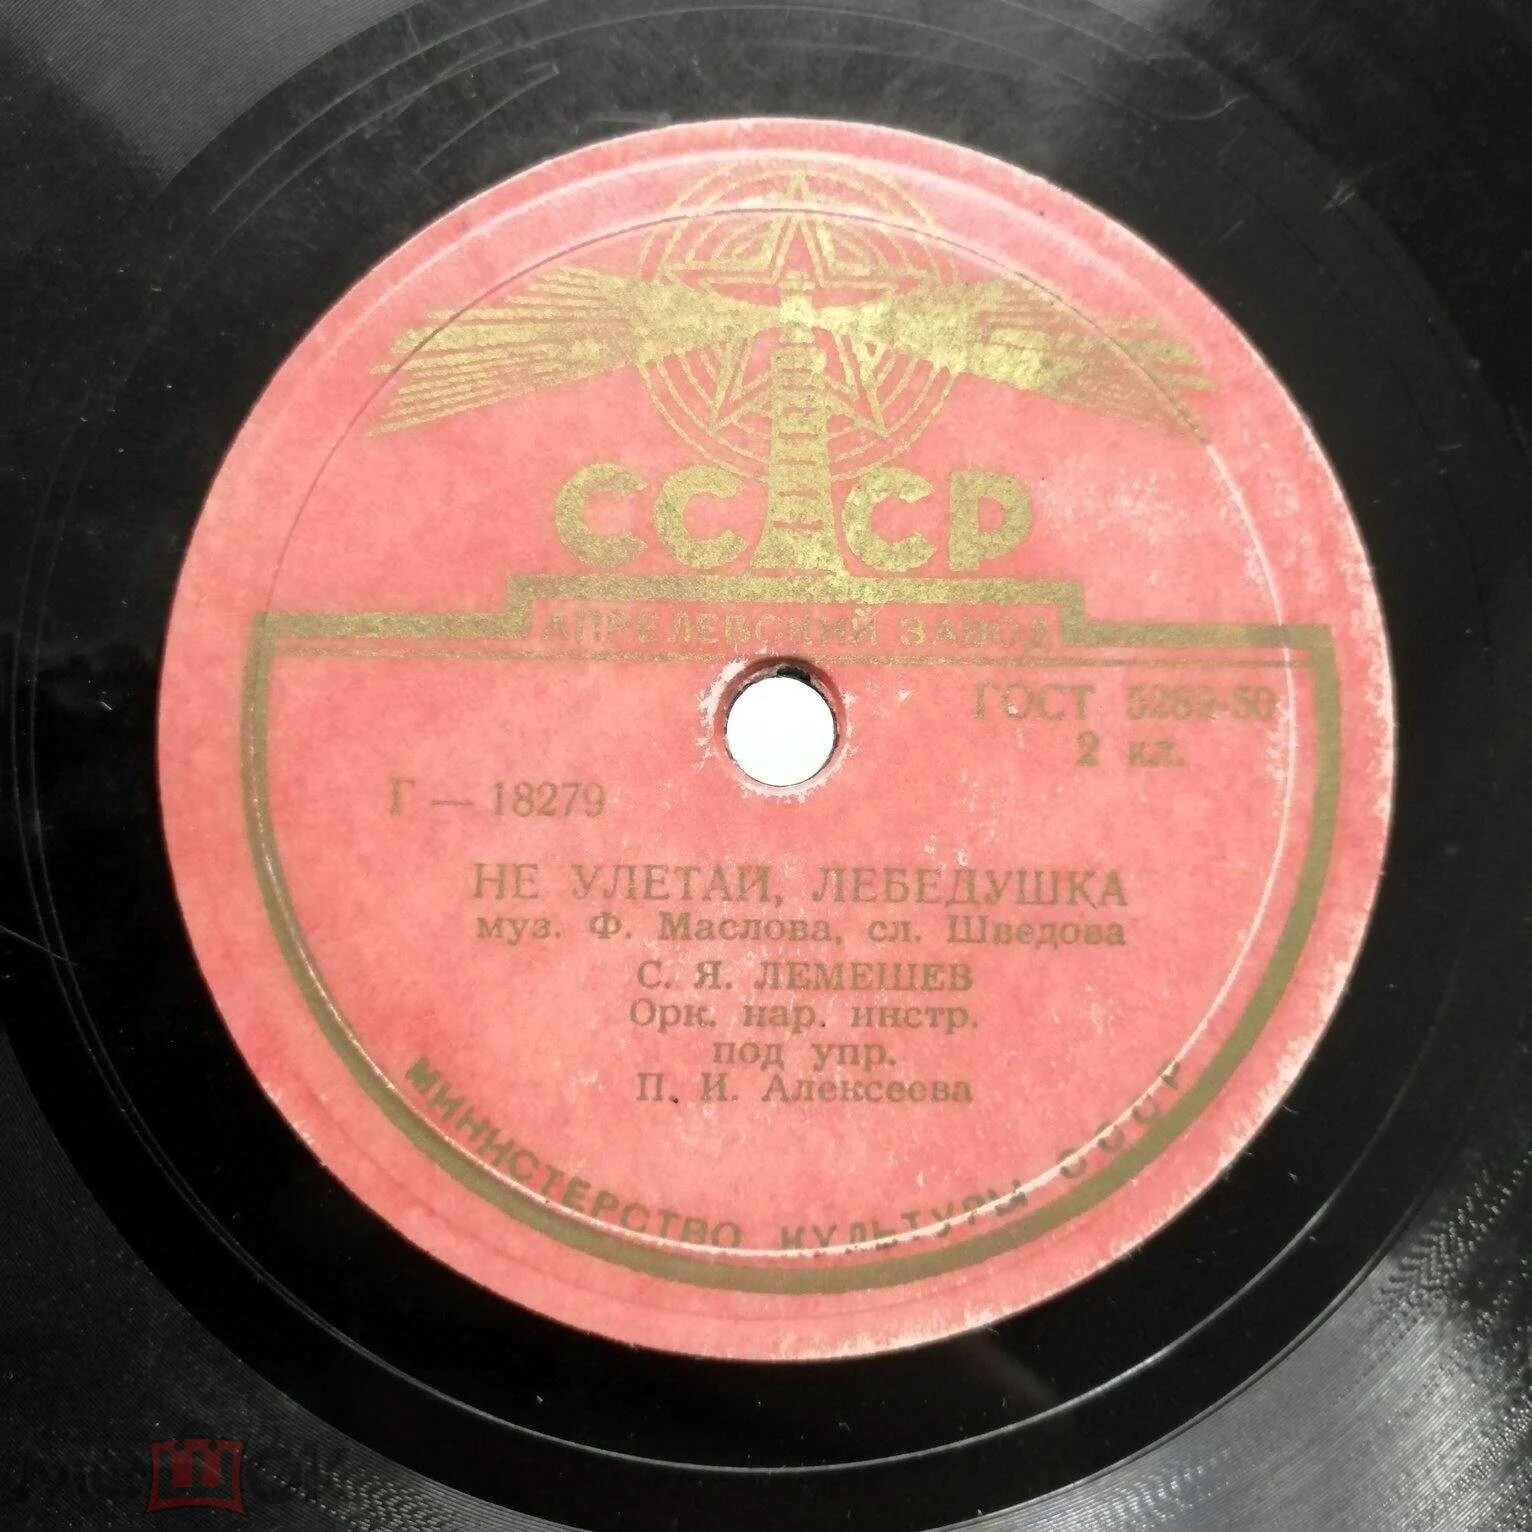 СССР
АПРЕЛЕВСКИЙ ЗАВОД
ГОСТ 5289-50
2 кл.
Г — 18279
НЕ УЛЕТАЙ, ЛЕБЕДУШКА
муз. Ф. Маслова, сл. Шведова
С. Я. ЛЕМЕШЕВ
Орк. нар. инстр.
под упр.
П. И. Алексеева
МИНИСТЕРСТВО КУЛЬТУРЫ СССР